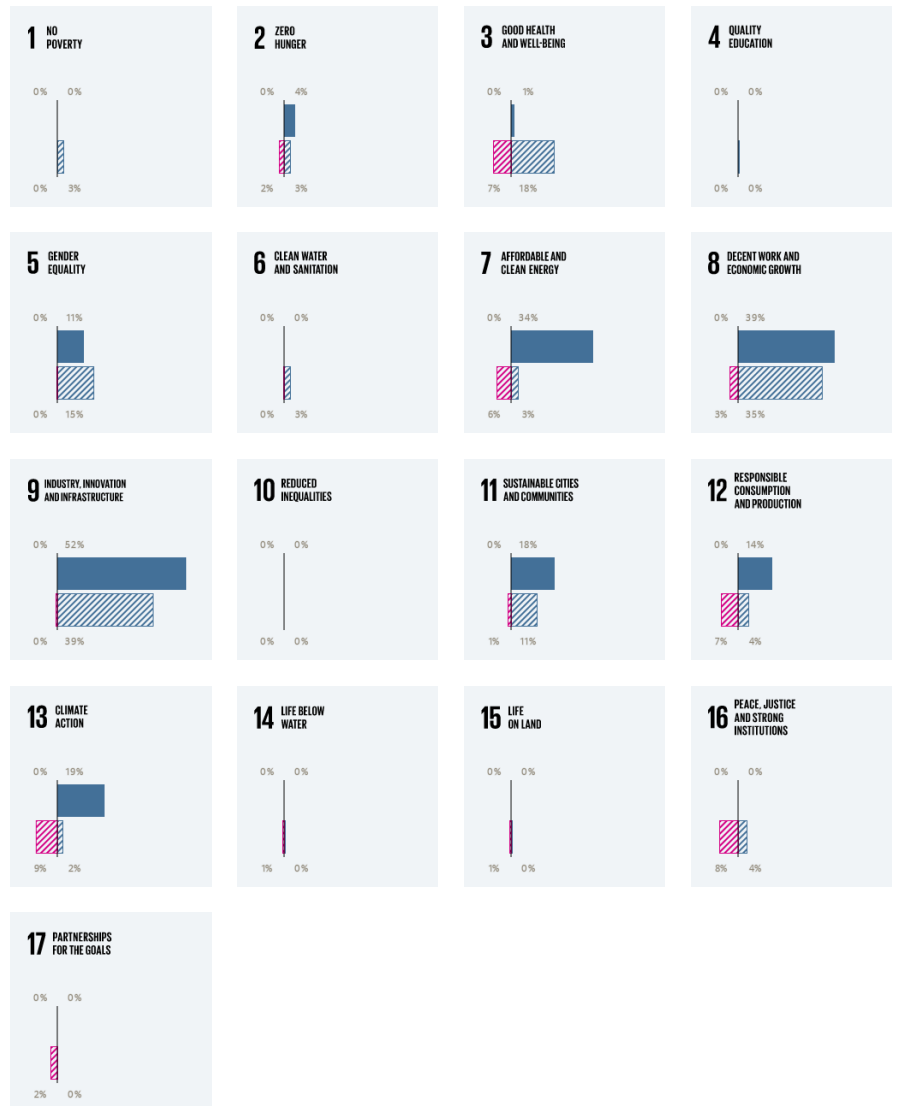 1 NO
POVERTY
0% 0%
0% 3%
2 ZERO
HUNGER
0% 4%
2% 3%
3 GOOD HEALTH
AND WELL-BEING
0% 1%
7% 18%
4 QUALITY
EDUCATION
0% 0%
0% 0%
5 GENDER
EQUALITY
0% 11%
0% 15%
6 CLEAN WATER
AND SANITATION
0% 0%
0% 3%
7 AFFORDABLE AND
CLEAN ENERGY
0% 34%
6% 3%
8 DECENT WORK AND
ECONOMIC GROWTH
0% 39%
3% 35%
9 INDUSTRY, INNOVATION
AND INFRASTRUCTURE
0% 52%
0% 39%
10 REDUCED
INEQUALITIES
0% 0%
0% 0%
11 SUSTAINABLE CITIES
AND COMMUNITIES
0% 18%
1% 11%
12 RESPONSIBLE
CONSUMPTION
AND PRODUCTION
0% 14%
7% 4%
13 CLIMATE
ACTION
0% 19%
9% 2%
14 LIFE BELOW
WATER
0% 0%
1% 0%
15 LIFE
ON LAND
0% 0%
1% 0%
16 PEACE, JUSTICE
AND STRONG
INSTITUTIONS
0% 0%
8% 4%
17 PARTNERSHIPS
FOR THE GOALS
0% 0%
2% 0%